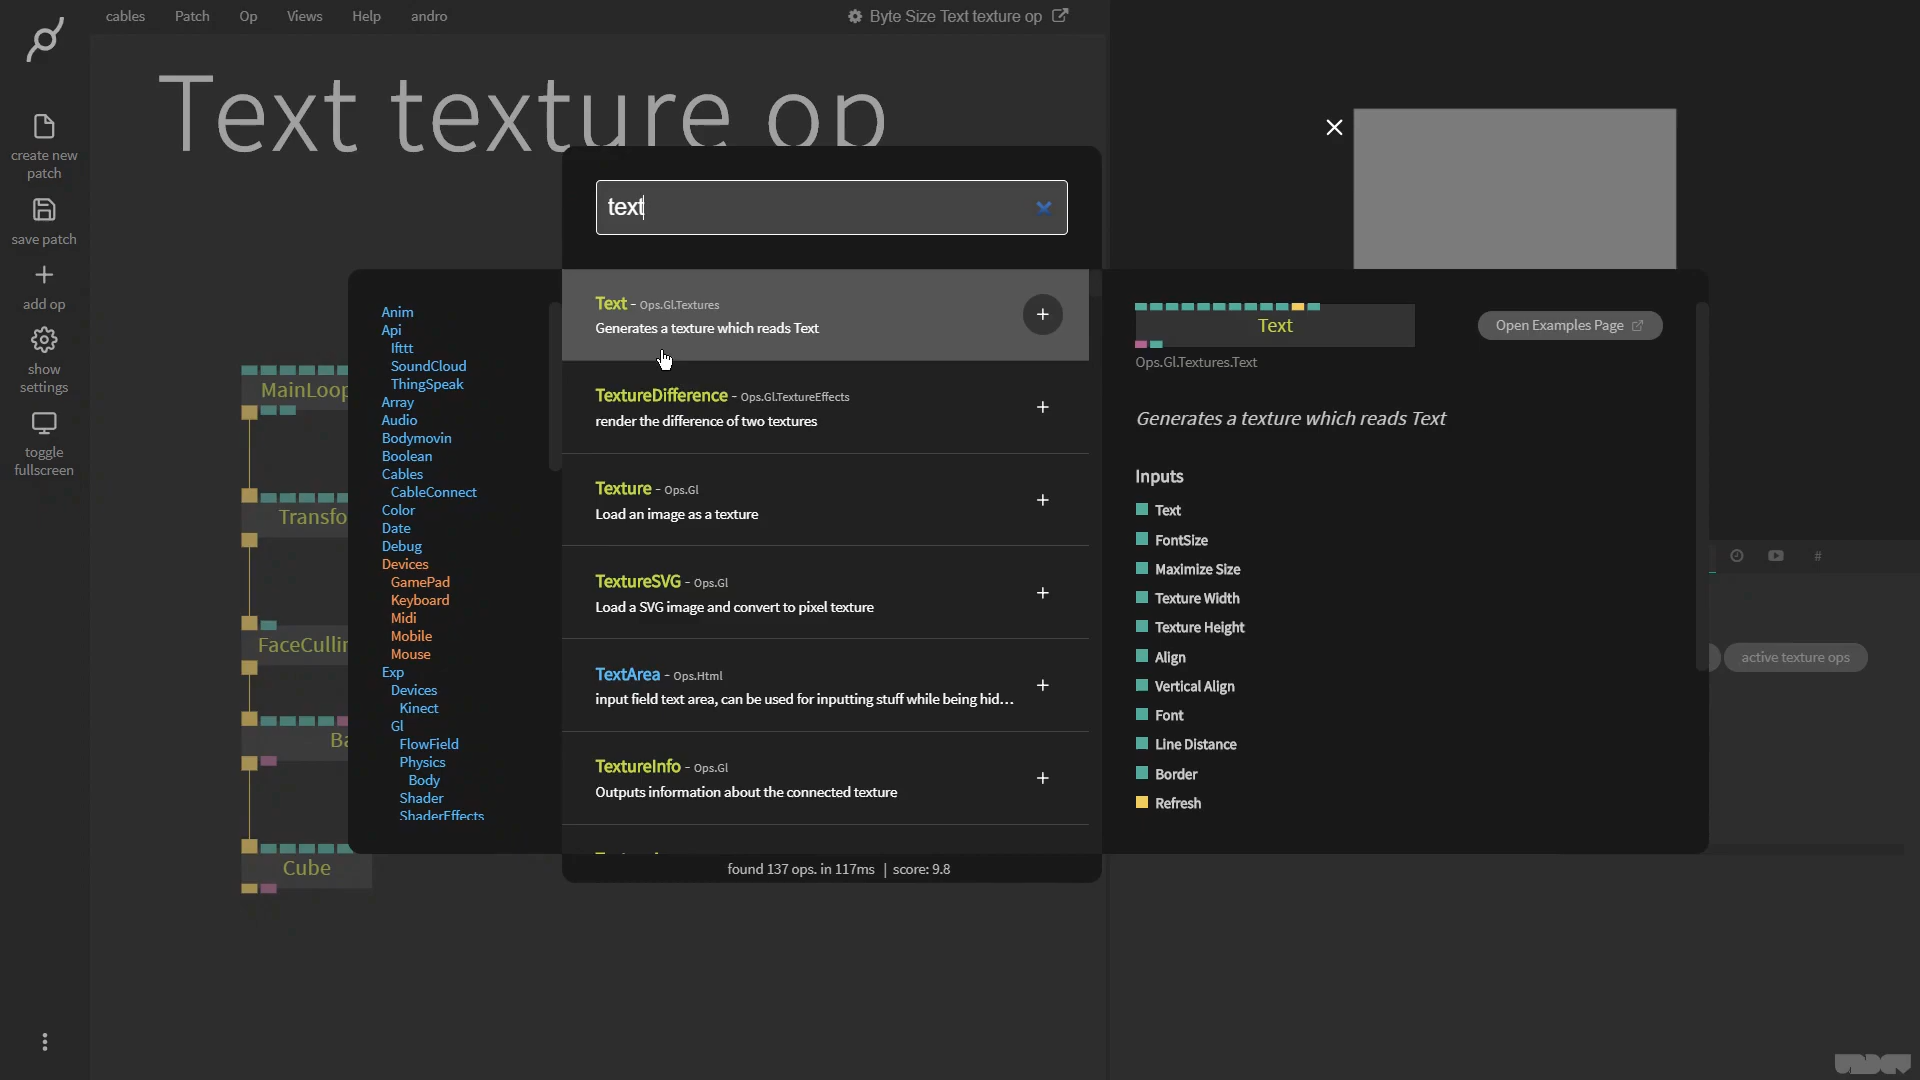 cables Patch Op Views Help andro
Byte Size Text texture op
Text texture op
create new
patch
save patch
add op
show
settings
toggle
fullscreen
MainLoop
Transfo
FaceCullin
Ba
Cube
text
Anim
Api
Ifttt
SoundCloud
ThingSpeak
Array
Audio
Bodymovin
Boolean
Cables
CableConnect
Color
Date
Debug
Devices
GamePad
Keyboard
Midi
Mobile
Mouse
Exp
Devices
Kinect
Gl
FlowField
Physics
Body
Shader
ShaderEffects
Text - Ops.Gl.Textures
Generates a texture which reads Text
TextureDifference - Ops.Gl.TextureEffects
render the difference of two textures
Texture - Ops.Gl
Load an image as a texture
TextureSVG - Ops.Gl
Load a SVG image and convert to pixel texture
TextArea - Ops.Html
input field text area, can be used for inputting stuff while being hid...
TextureInfo - Ops.Gl
Outputs information about the connected texture
found 137 ops. in 117ms | score: 9.8
Text
Open Examples Page
Ops.Gl.Textures.Text
Generates a texture which reads Text
Inputs
Text
FontSize
Maximize Size
Texture Width
Texture Height
Align
Vertical Align
Font
Line Distance
Border
Refresh
#
active texture ops